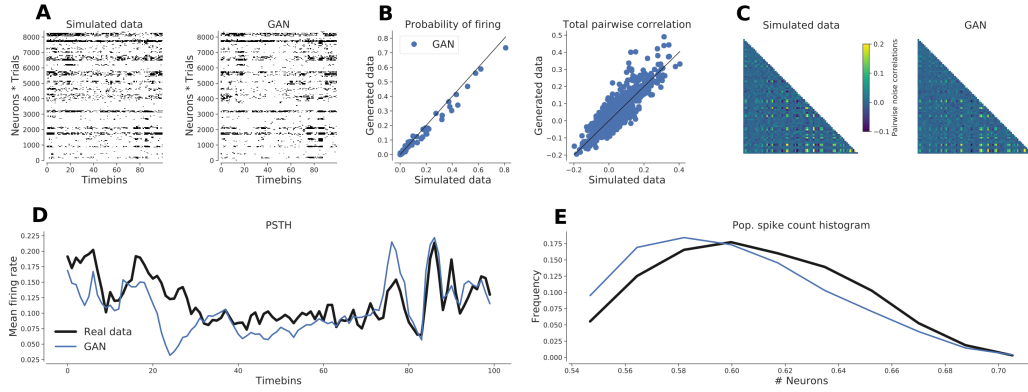 A
Simulated data
GAN
8000
7000
6000
5000
4000
3000
2000
1000
0
0 20 40 60 80
0 20 40 60 80
Neurons * Trials
Timebins
Timebins
B
Probability of firing
GAN
0.8
0.7
0.6
0.5
0.4
0.3
0.2
0.1
0.0
0.0 0.2 0.4 0.6 0.8
Generated data
Simulated data
Total pairwise correlation
0.5
0.4
0.3
0.2
0.1
0.0
−0.1
−0.2
−0.2 0.0 0.2 0.4
Generated data
Simulated data
C
Simulated data
GAN
0.2
0.1
0.0
−0.1
Pairwise noise correlations
D
PSTH
0.225
0.200
0.175
0.150
0.125
0.100
0.075
0.050
0.025
0 20 40 60 80 100
Mean firing rate
Timebins
Real data
GAN
E
Pop. spike count histogram
0.175
0.150
0.125
0.100
0.075
0.050
0.025
0.000
0.54 0.56 0.58 0.60 0.62 0.64 0.66 0.68 0.70
Frequency
# Neurons